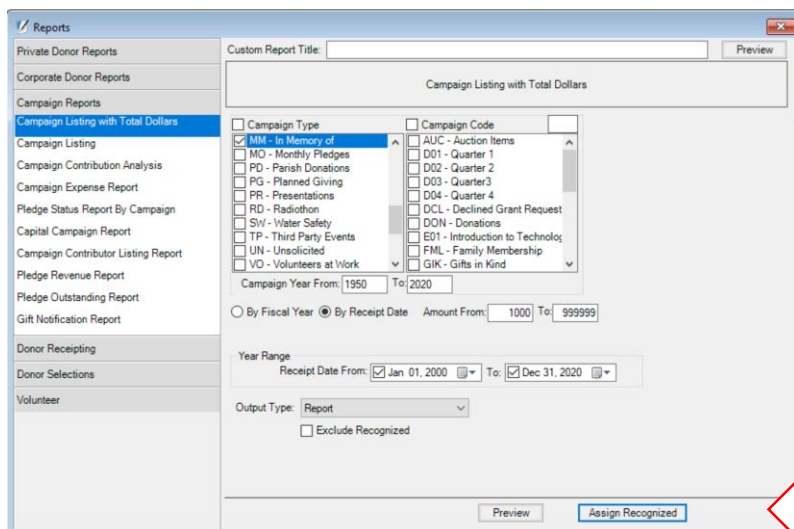 Reports
Private Donor Reports
Corporate Donor Reports
Campaign Reports
Campaign Listing with Total Dollars
Campaign Listing
Campaign Contribution Analysis
Campaign Expense Report
Pledge Status Report By Campaign
Capital Campaign Report
Campaign Contributor Listing Report
Pledge Revenue Report
Pledge Outstanding Report
Gift Notification Report
Donor Receipting
Donor Selections
Volunteer
Custom Report Title:
Preview
Campaign Listing with Total Dollars
Campaign Type
MM - In Memory of
MO - Monthly Pledges
PD - Parish Donations
PG - Planned Giving
PR - Presentations
RD - Radiothon
SW - Water Safety
TP - Third Party Events
UN - Unsolicited
VO - Volunteers at Work
Campaign Code
AUC - Auction Items
D01 - Quarter 1
D02 - Quarter 2
D03 - Quarter3
D04 - Quarter 4
DCL - Declined Grant Request
DON - Donations
E01 - Introduction to Technolog
FML - Family Membership
GIK - Gifts in Kind
Campaign Year From: 1950 To: 2020
By Fiscal Year By Receipt Date Amount From: 1000 To: 999999
Year Range
Receipt Date From: Jan 01, 2000 To: Dec 31, 2020
Output Type: Report
Exclude Recognized
Preview Assign Recognized